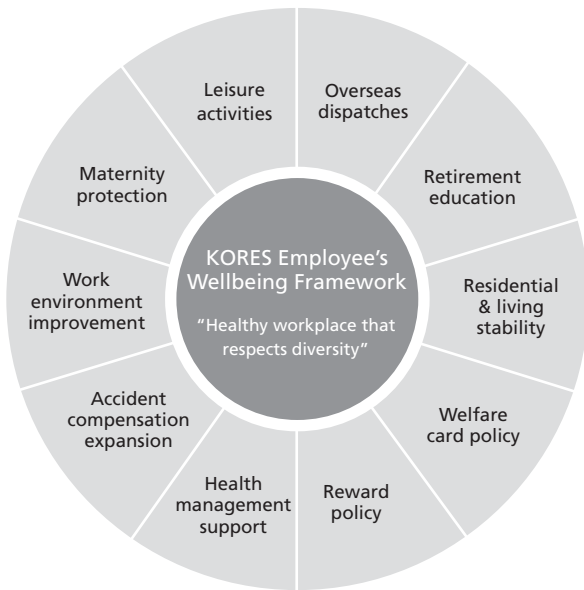 Leisure
activities
Overseas
dispatches
Retirement
education
Residential
& living
stability
Welfare
card policy
Reward
policy
Health
management
support
Accident
compensation
expansion
Work
environment
improvement
Maternity
protection
KORES Employee’s
Wellbeing Framework
“Healthy workplace that
respects diversity”